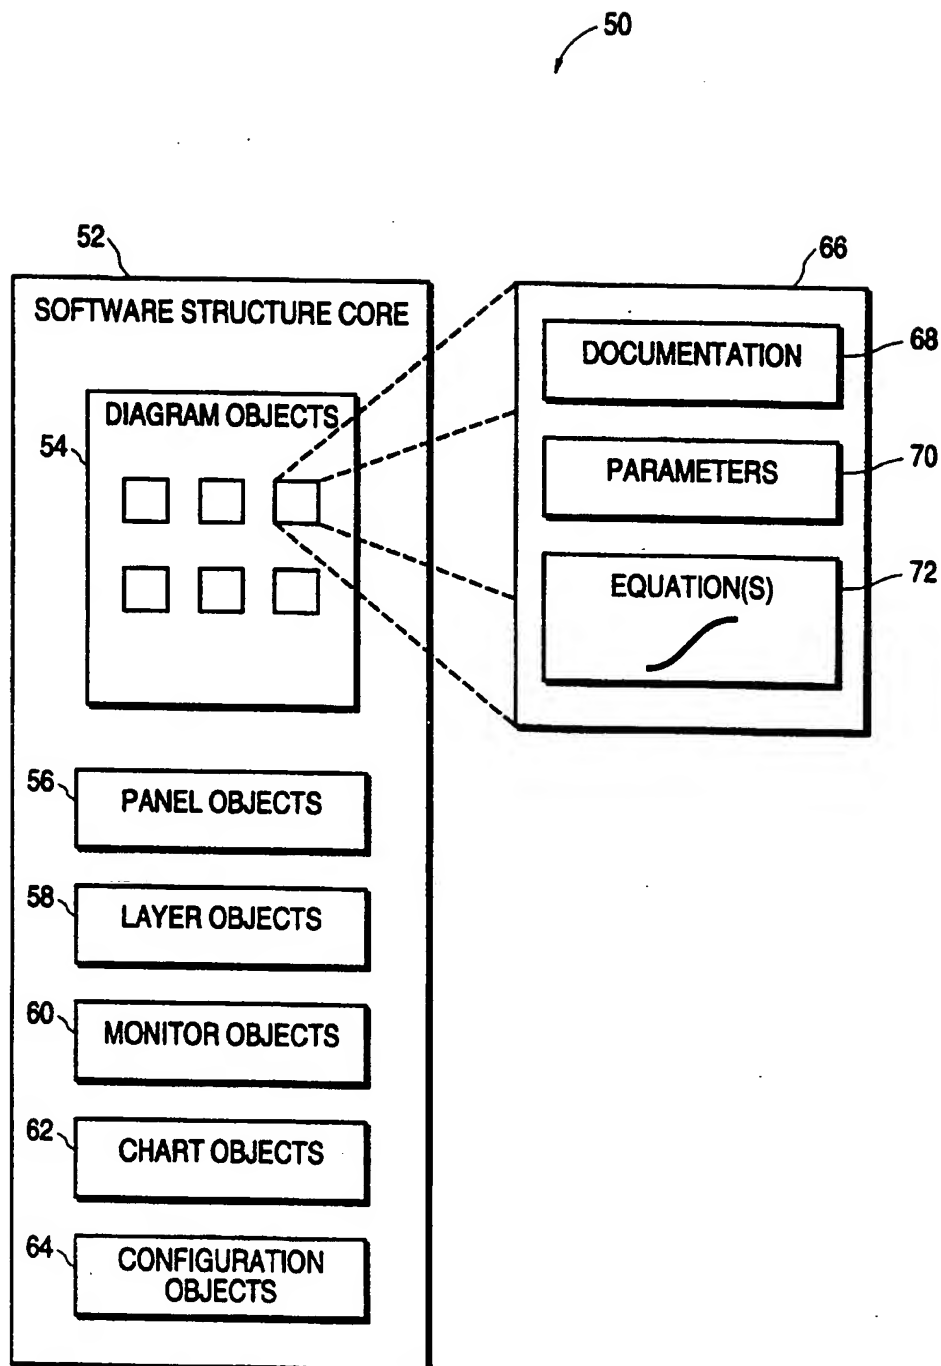 50
52
SOFTWARE STRUCTURE CORE
54
DIAGRAM OBJECTS
56
PANEL OBJECTS
58
LAYER OBJECTS
60
MONITOR OBJECTS
62
CHART OBJECTS
64
CONFIGURATION
OBJECTS
66
DOCUMENTATION
68
PARAMETERS
70
EQUATION(S)
72